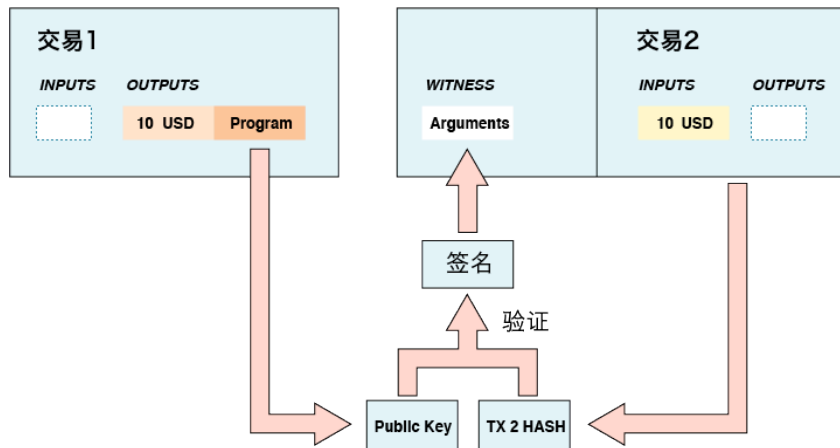 交易1
INPUTS OUTPUTS
10 USD Program
WITNESS
Arguments
交易2
INPUTS OUTPUTS
10 USD
签名
验证
Public Key
TX 2 HASH